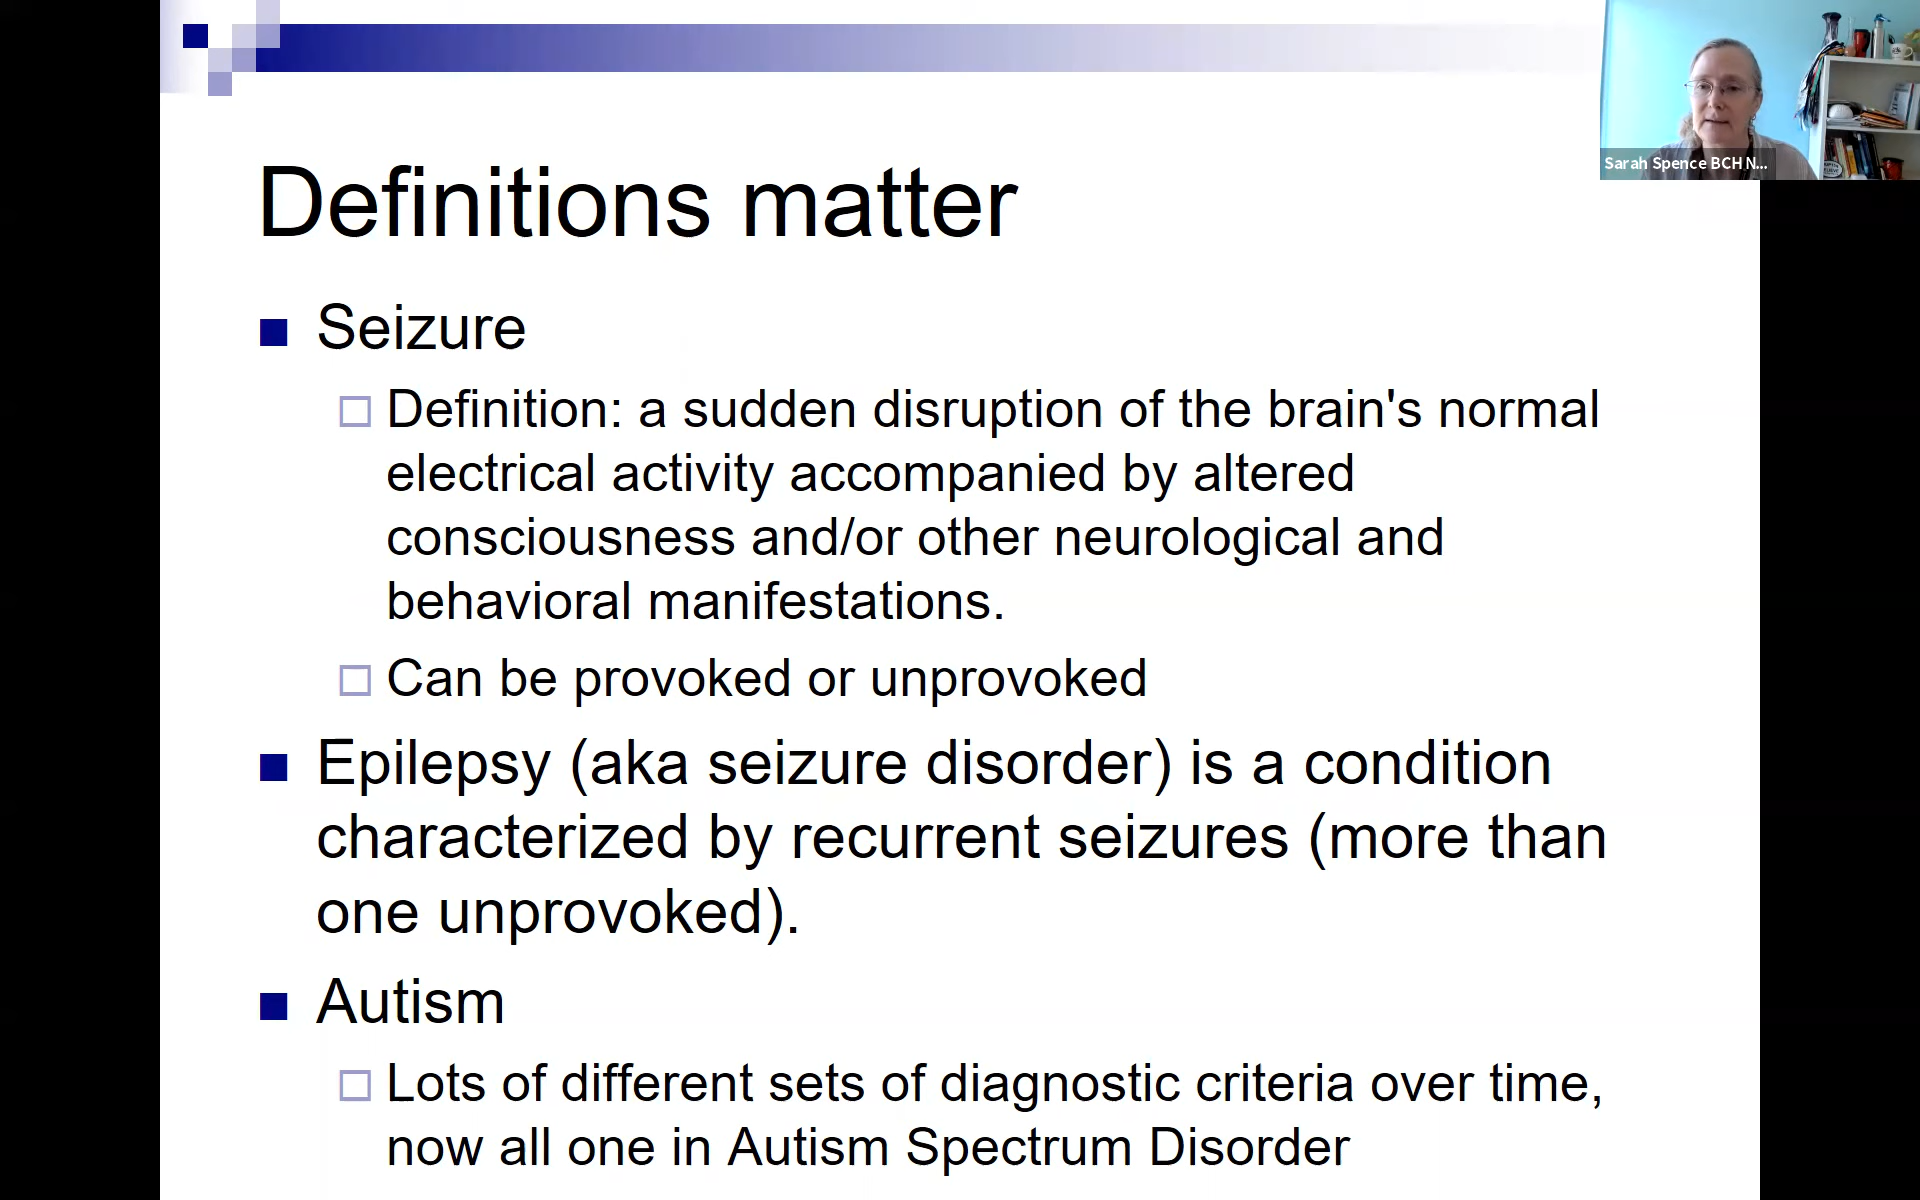 Sarah Spence BCH N...
Definitions matter
Seizure
Definition: a sudden disruption of the brain's normal
electrical activity accompanied by altered
consciousness and/or other neurological and
behavioral manifestations.
Can be provoked or unprovoked
Epilepsy (aka seizure disorder) is a condition
characterized by recurrent seizures (more than
one unprovoked).
Autism
Lots of different sets of diagnostic criteria over time,
now all one in Autism Spectrum Disorder